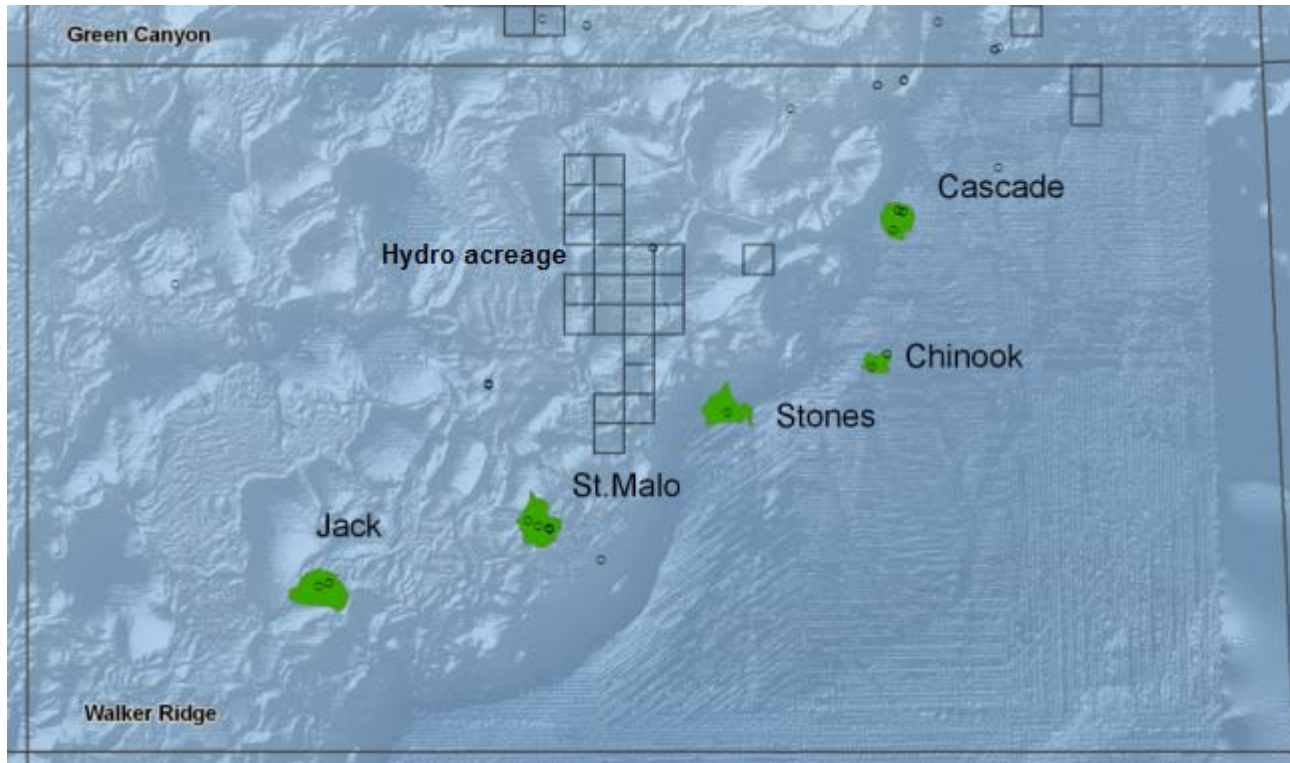 Green Canyon
Cascade
Hydro acreage
Chinook
Stones
St.Malo
Jack
Walker Ridge